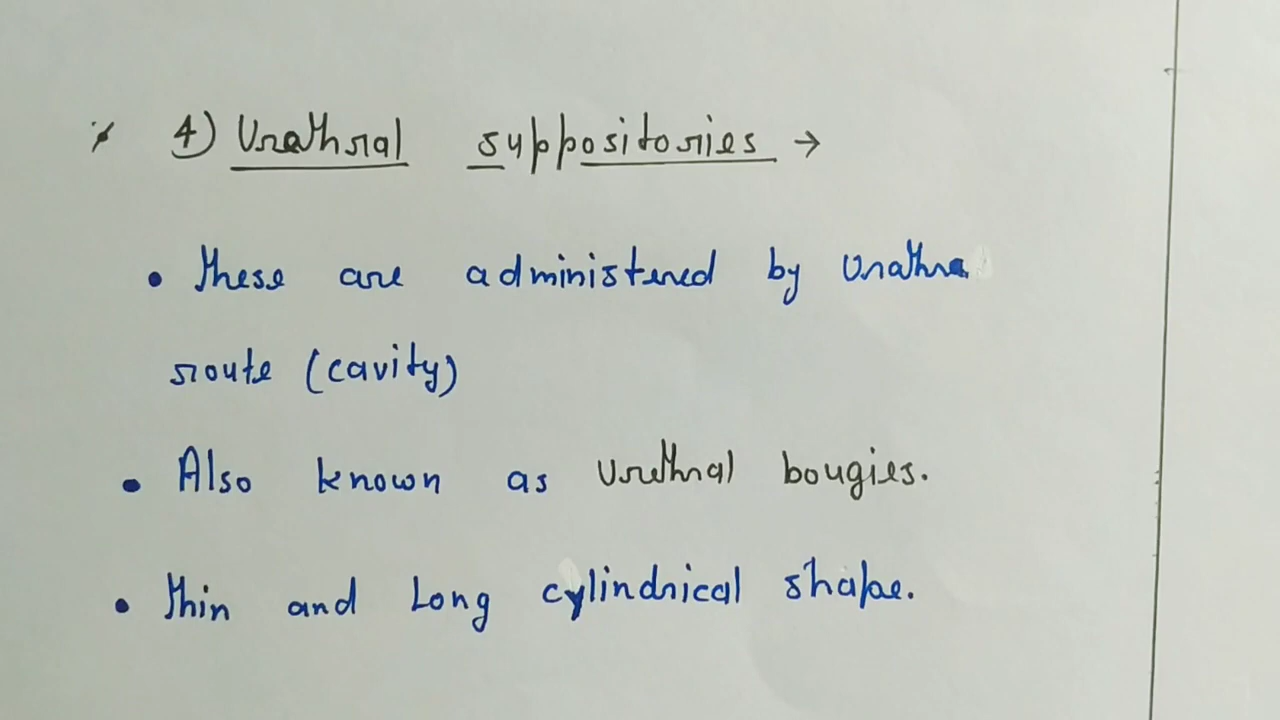 4) Urethral suppositories →
• These are administered by Urethra
route (cavity)
• Also known as Urethral bougies.
• Thin and Long cylindrical shape.